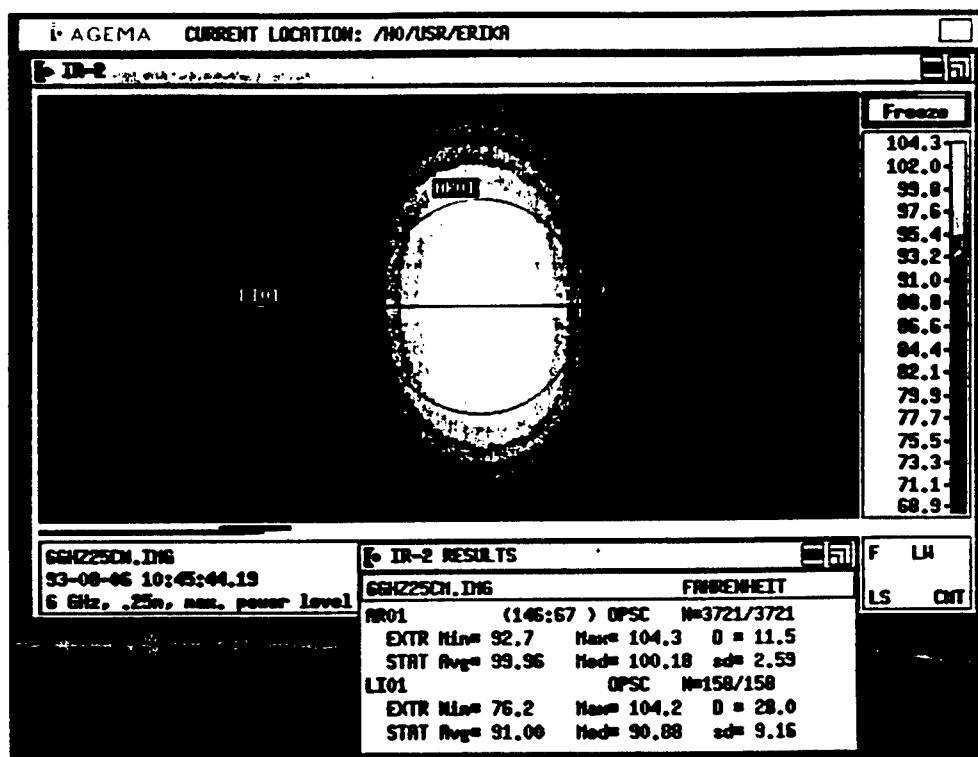 AGEMA CURRENT LOCATION: /H0/USR/ERIKA
IR-2
Freeze
104.3
102.0
99.8
97.6
95.4
93.2
91.0
88.8
86.6
84.4
82.1
79.9
77.7
75.5
73.3
71.1
68.9
LI01
6GHZ25CM.IMG
93-08-06 10:45:44.19
6 GHz, .25m, max. power level
IR-2 RESULTS
6GHZ25CM.IMG FAHRENHEIT
AR01 (146:67 ) OPSC N=3721/3721
EXTR Min= 92.7 Max= 104.3 D = 11.5
STAT Avg= 99.96 Med= 100.18 sd= 2.59
LI01 OPSC N=158/158
EXTR Min= 76.2 Max= 104.2 D = 28.0
STAT Avg= 91.00 Med= 90.88 sd= 9.16
F LW
LS CNT